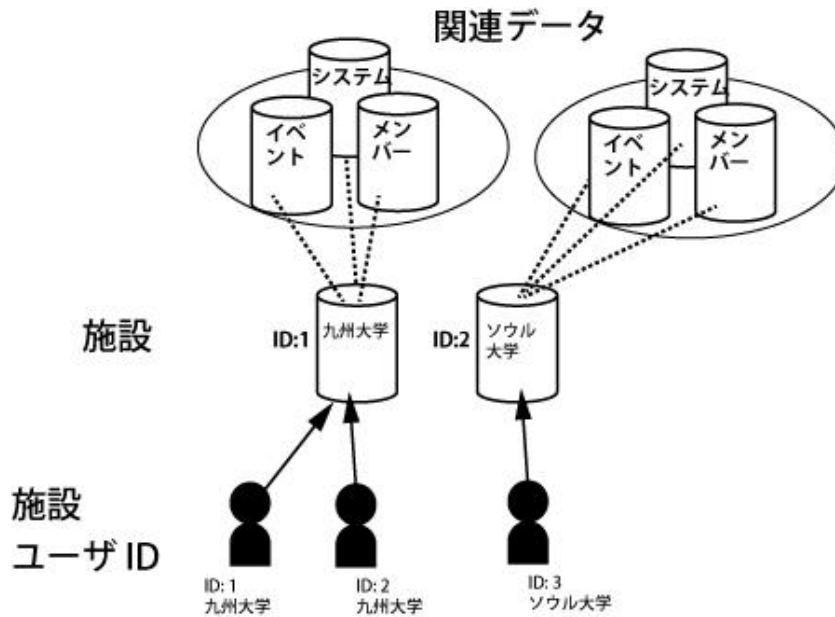 関連データ
システム
イベ
ント
メン
バー
システム
イベ
ント
メン
バー
施設
ID:1
九州大学
ID:2
ソウル
大学
施設
ユーザ ID
ID: 1
九州大学
ID: 2
九州大学
ID: 3
ソウル大学